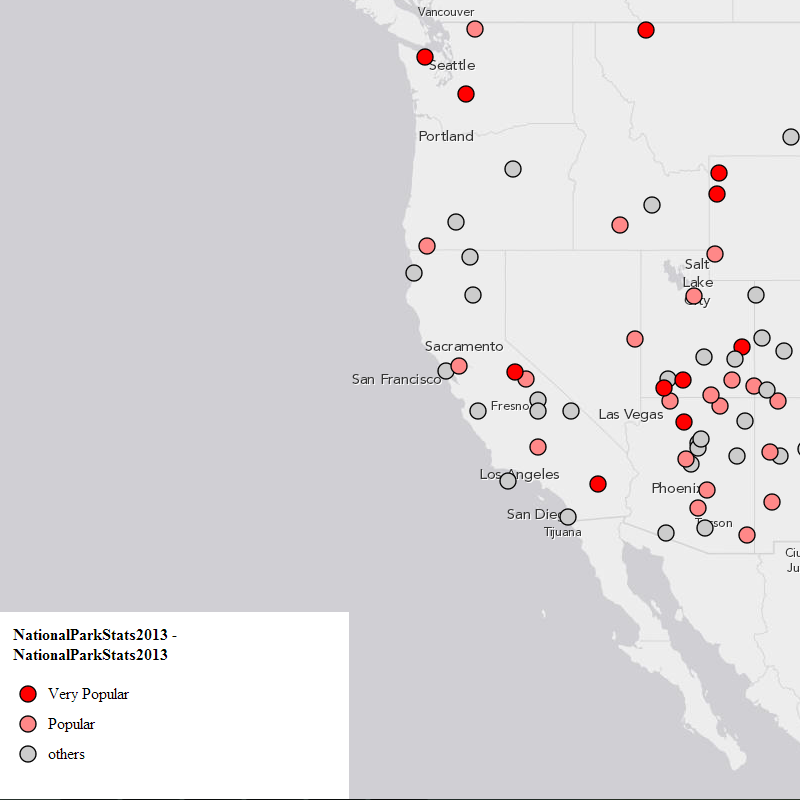 Vancouver
Seattle
Portland
Salt
Lake
City
Sacramento
San Francisco
Fresno
Las Vegas
Los Angeles
Phoenix
San Diego
Tucson
Tijuana
Ciu
Ju
NationalParkStats2013 -
NationalParkStats2013
Very Popular
Popular
others